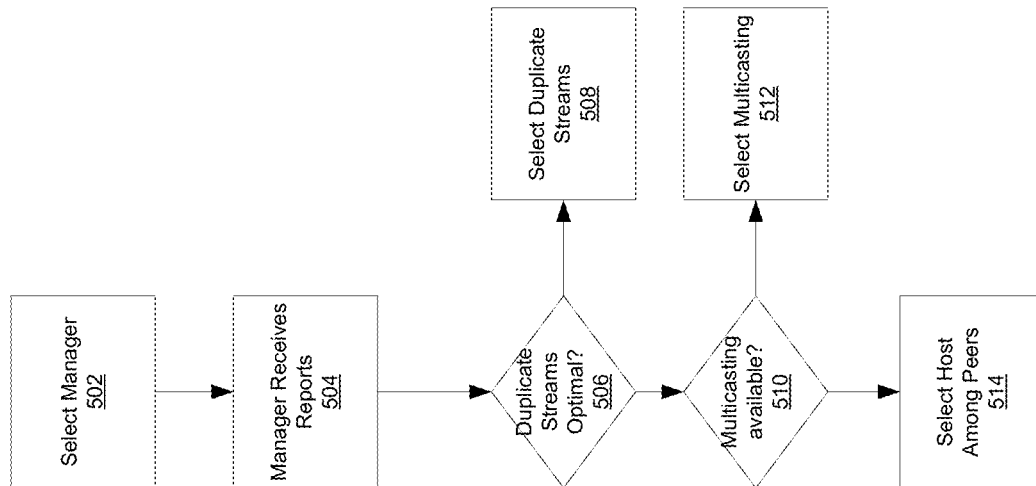 Select Manager
502
Manager Receives
Reports
504
Duplicate
Streams
Optimal?
506
Select Duplicate
Streams
508
Multicasting
available?
510
Select Multicasting
512
Select Host
Among Peers
514